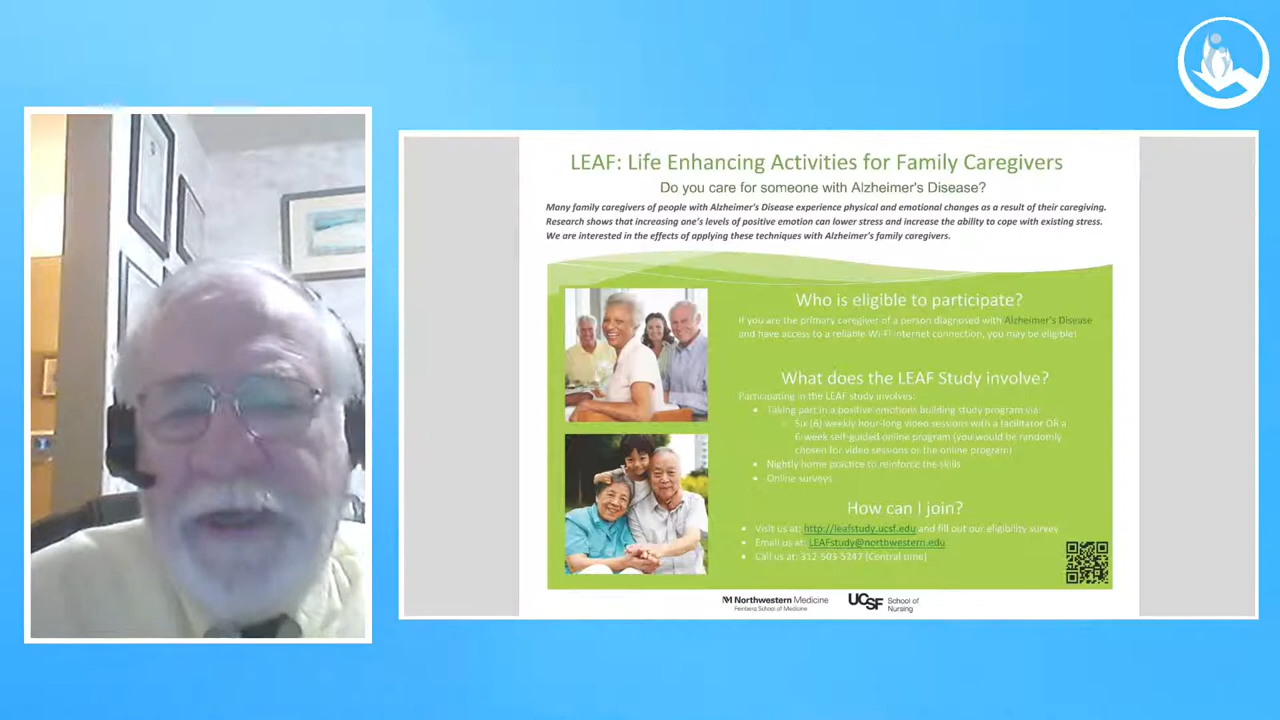 LEAF: Life Enhancing Activities for Family Caregivers
Do you care for someone with Alzheimer's Disease?
Many family caregivers of people with Alzheimer's Disease experience physical and emotional changes as a result of their caregiving.
Research shows that increasing one's levels of positive emotion can lower stress and increase the ability to cope with existing stress.
We are interested in the effects of applying these techniques with Alzheimer's family caregivers.
Who is eligible to participate?
If you are the primary caregiver of a person diagnosed with Alzheimer's Disease
and have access to a reliable Wi-Fi internet connection, you may be eligible!
What does the LEAF Study involve?
Participating in the LEAF study involves:
• Taking part in a positive emotions building study program via:
○ Six (6) weekly hour-long video sessions with a facilitator OR a
6-week self-guided online program (you would be randomly
chosen for video sessions or the online program)
• Nightly home practice to reinforce the skills
• Online surveys
How can I join?
• Visit us at: http://leafstudy.ucsf.edu and fill out our eligibility survey
• Email us at: LEAFstudy@northwestern.edu
• Call us at: 312-503-5247 (Central time)
Northwestern Medicine
Feinberg School of Medicine
UCSF School of
Nursing